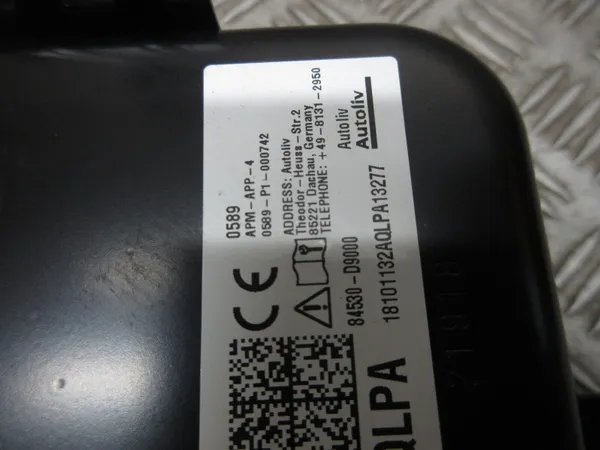 0589
APM-APP-4
0589-P1-000742
ADDRESS: Autoliv
Theodor-Heuss-Str.2
85221 Dachau, Germany
TELEPHONE: +49-8131-2950
Autoliv
Autoliv
CE
84530-D9000
18101132AQLPA13277
QLPA